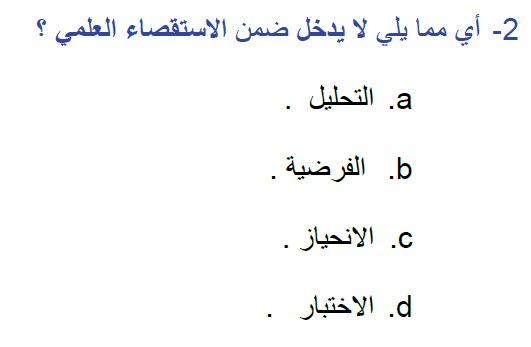 2- أي مما يلي لا يدخل ضمن الاستقصاء العلمي ؟
a. التحليل .
b. الفرضية .
c. الانحياز .
d. الاختبار .